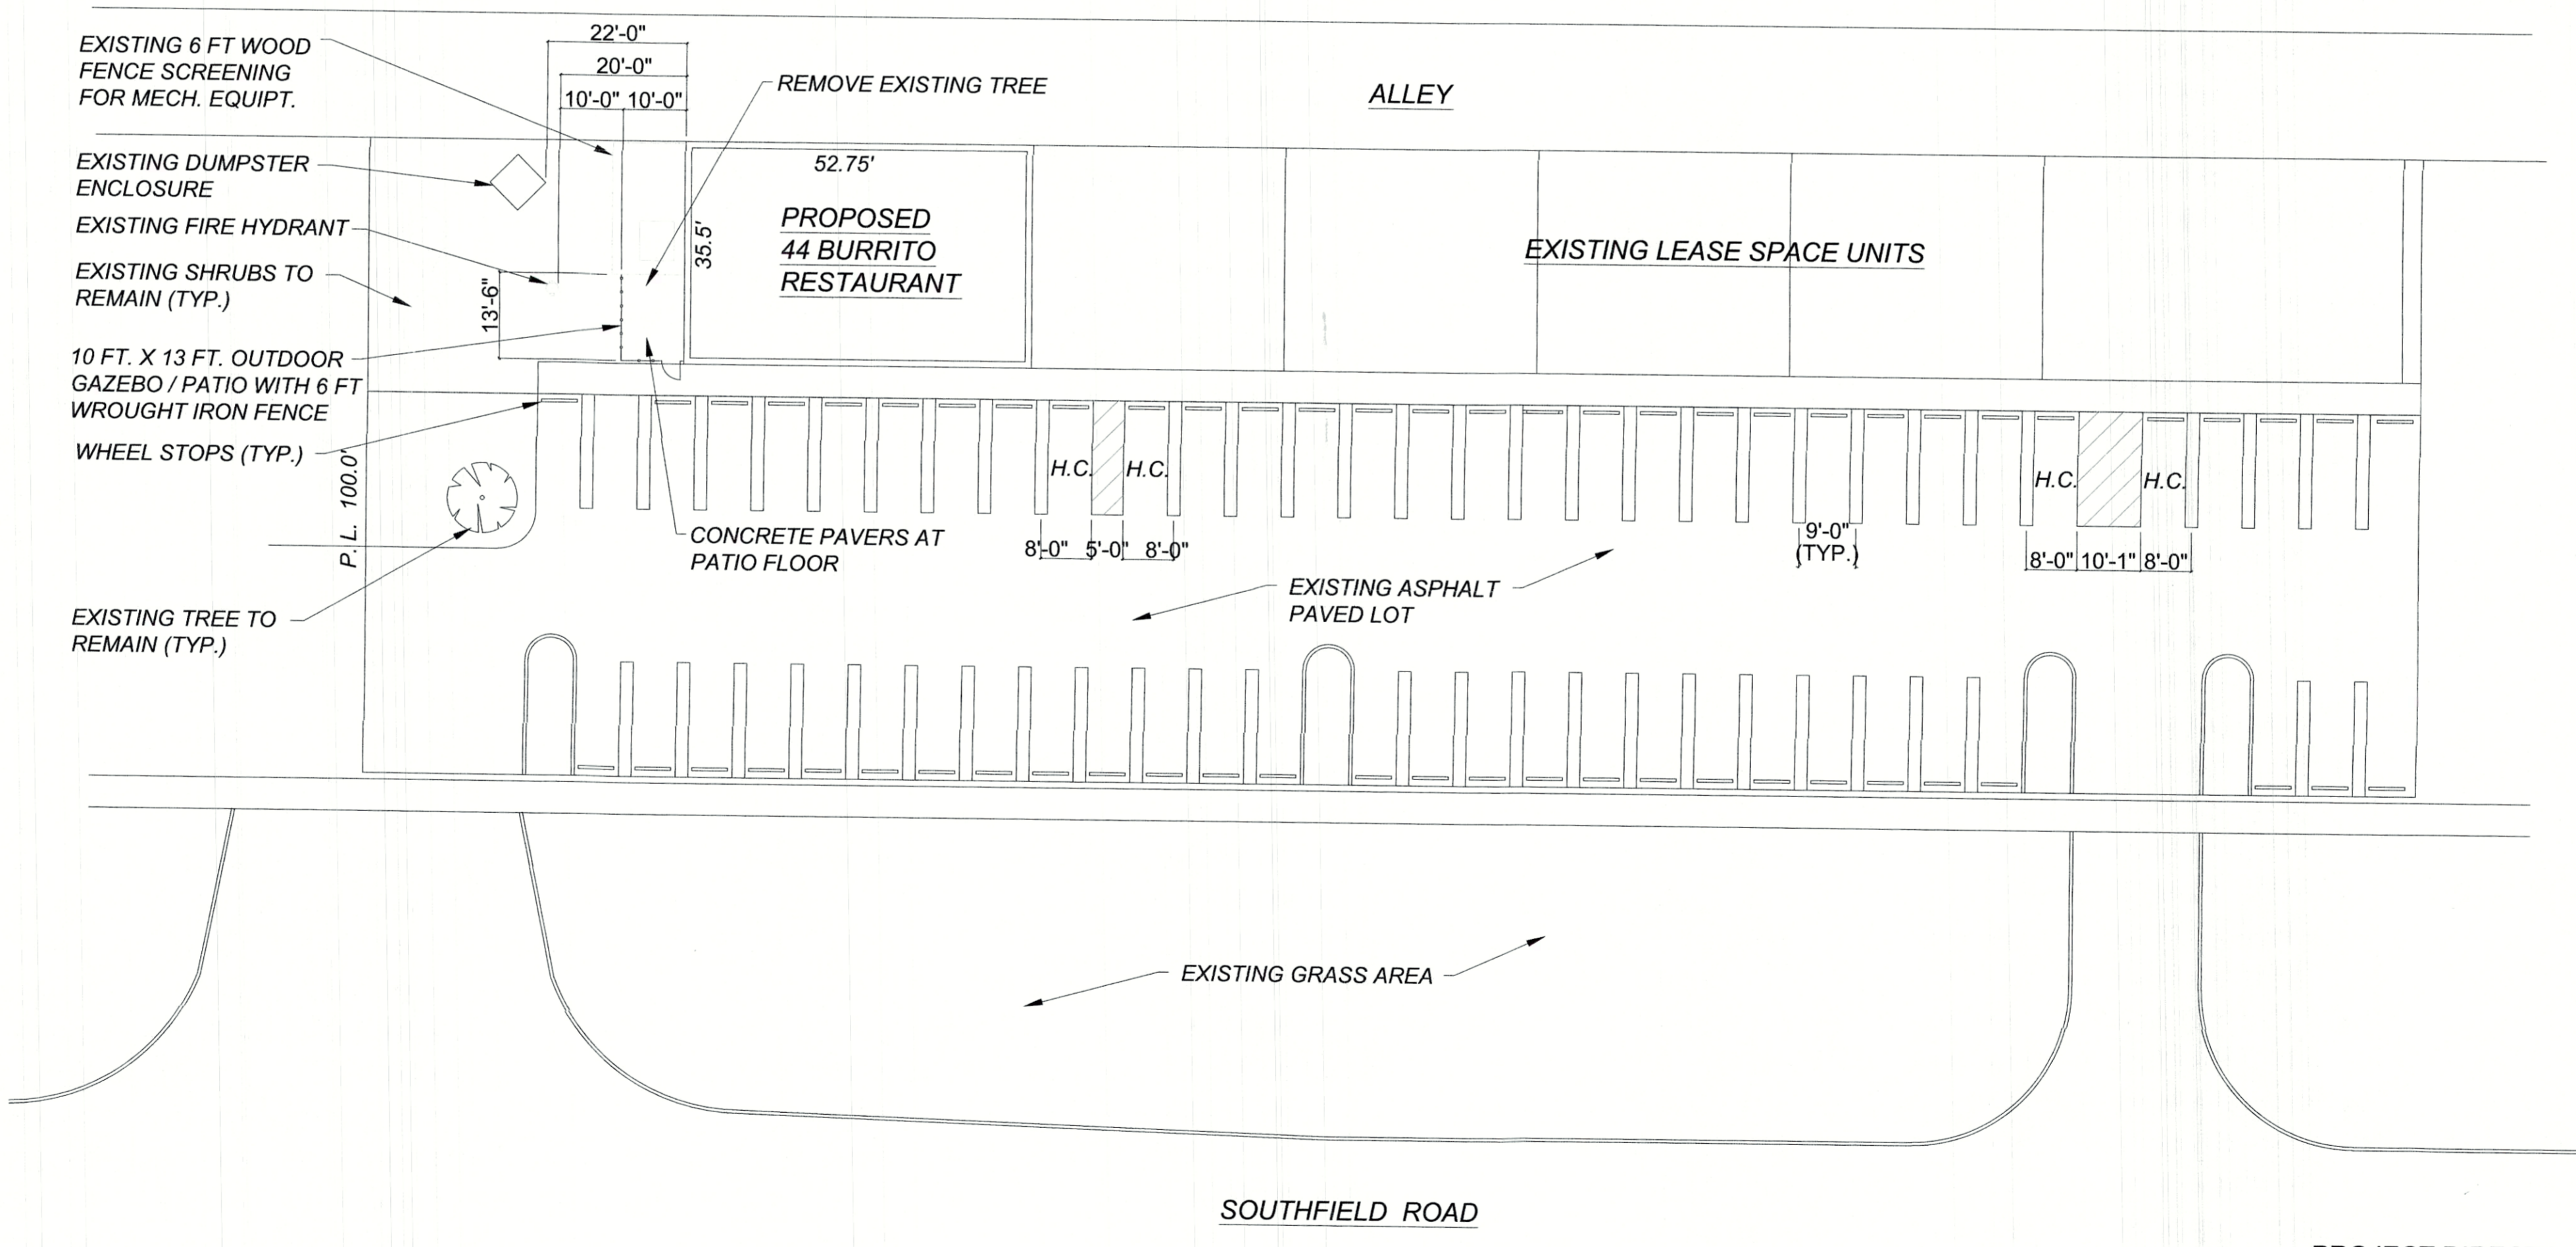 EXISTING 6 FT WOOD
FENCE SCREENING
FOR MECH. EQUIPT.
22'-0"
20'-0"
10'-0" 10'-0"
REMOVE EXISTING TREE
ALLEY
EXISTING DUMPSTER
ENCLOSURE
EXISTING FIRE HYDRANT
EXISTING SHRUBS TO
REMAIN (TYP.)
13'-6"
10 FT. X 13 FT. OUTDOOR
GAZEBO / PATIO WITH 6 FT
WROUGHT IRON FENCE
WHEEL STOPS (TYP.)
P. L. 100.0'
52.75'
35.5'
PROPOSED
44 BURRITO
RESTAURANT
EXISTING LEASE SPACE UNITS
H.C.
H.C.
H.C.
H.C.
CONCRETE PAVERS AT
PATIO FLOOR
8'-0" 5'-0" 8'-0"
9'-0"
(TYP.)
8'-0" 10'-1" 8'-0"
EXISTING ASPHALT
PAVED LOT
EXISTING TREE TO
REMAIN (TYP.)
EXISTING GRASS AREA
SOUTHFIELD ROAD